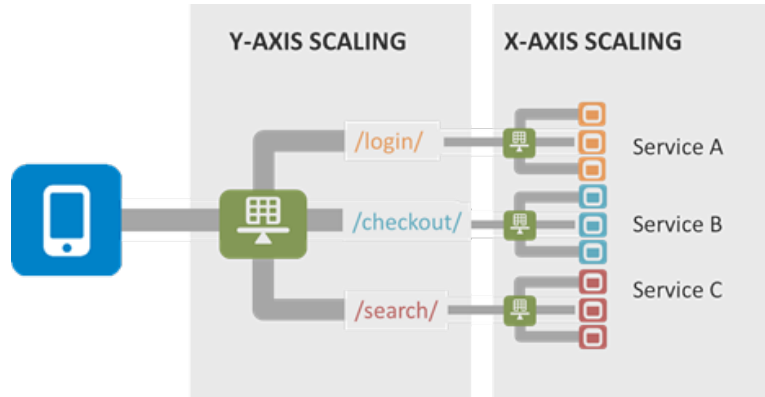 Y-AXIS SCALING
X-AXIS SCALING
/login/
Service A
/checkout/
Service B
/search/
Service C